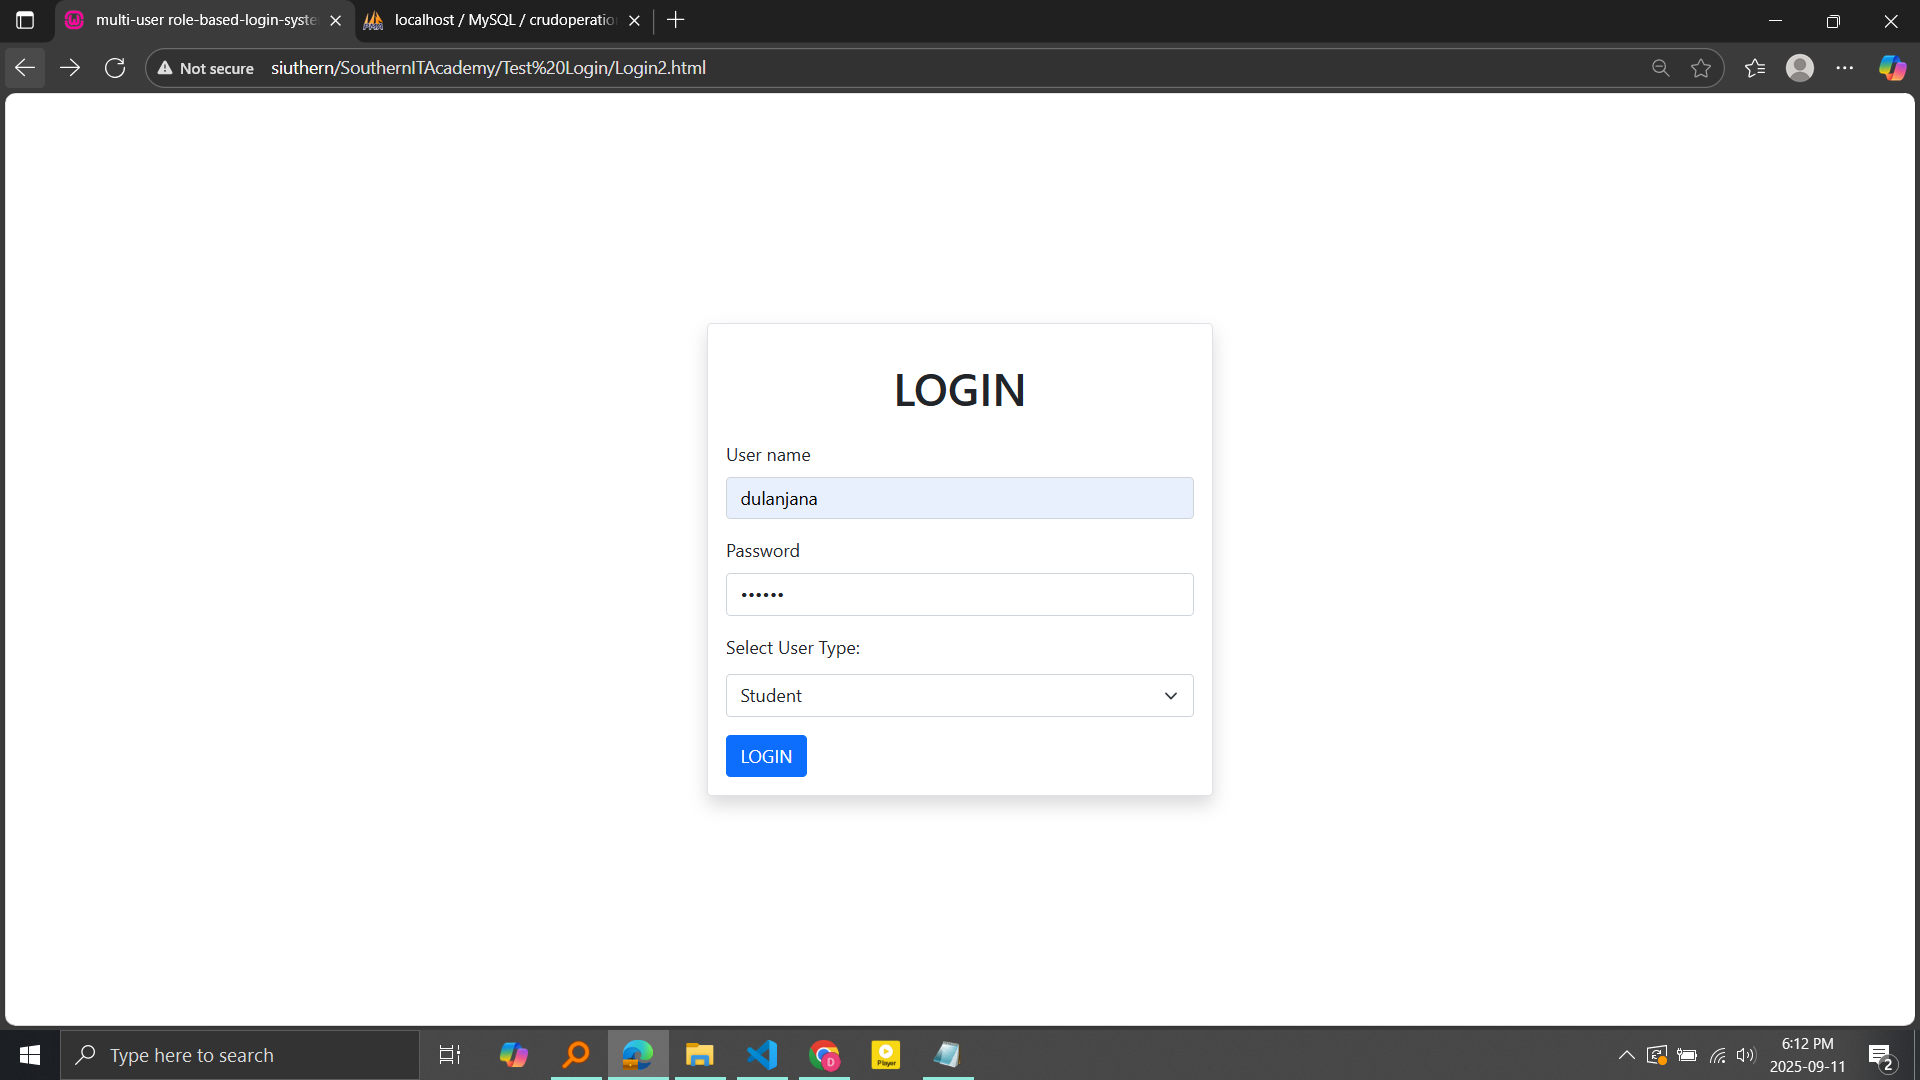 multi-user role-based-login-syste
localhost / MySQL / crudoperatio
Not secure
siuthern/SouthernITAcademy/Test%20Login/Login2.html
LOGIN
User name
dulanjana
Password
••••••
Select User Type:
Student
LOGIN
Type here to search
D
Player
6:12 PM
2025-09-11
2